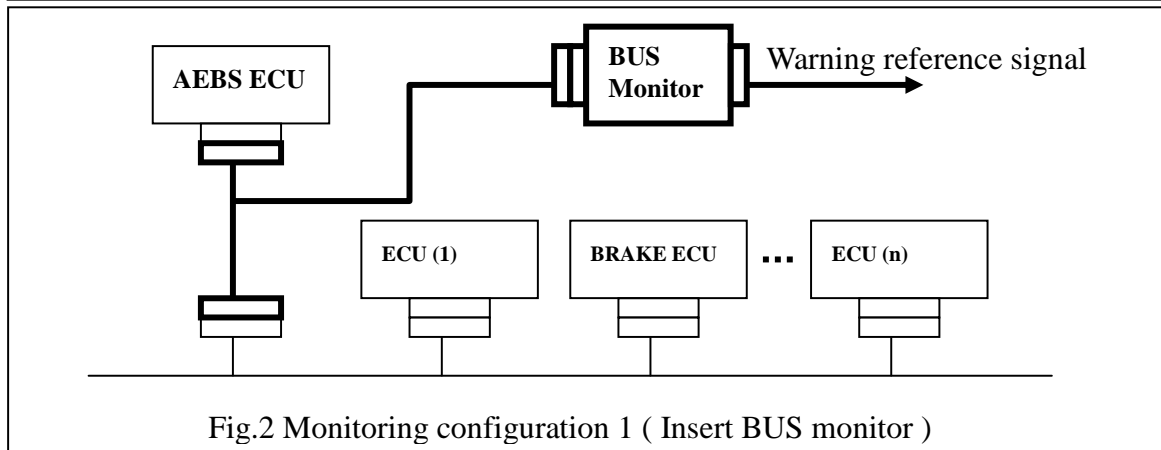 AEBS ECU
BUS
Monitor
Warning reference signal
ECU (1)
BRAKE ECU
...
ECU (n)
Fig.2 Monitoring configuration 1 ( Insert BUS monitor )